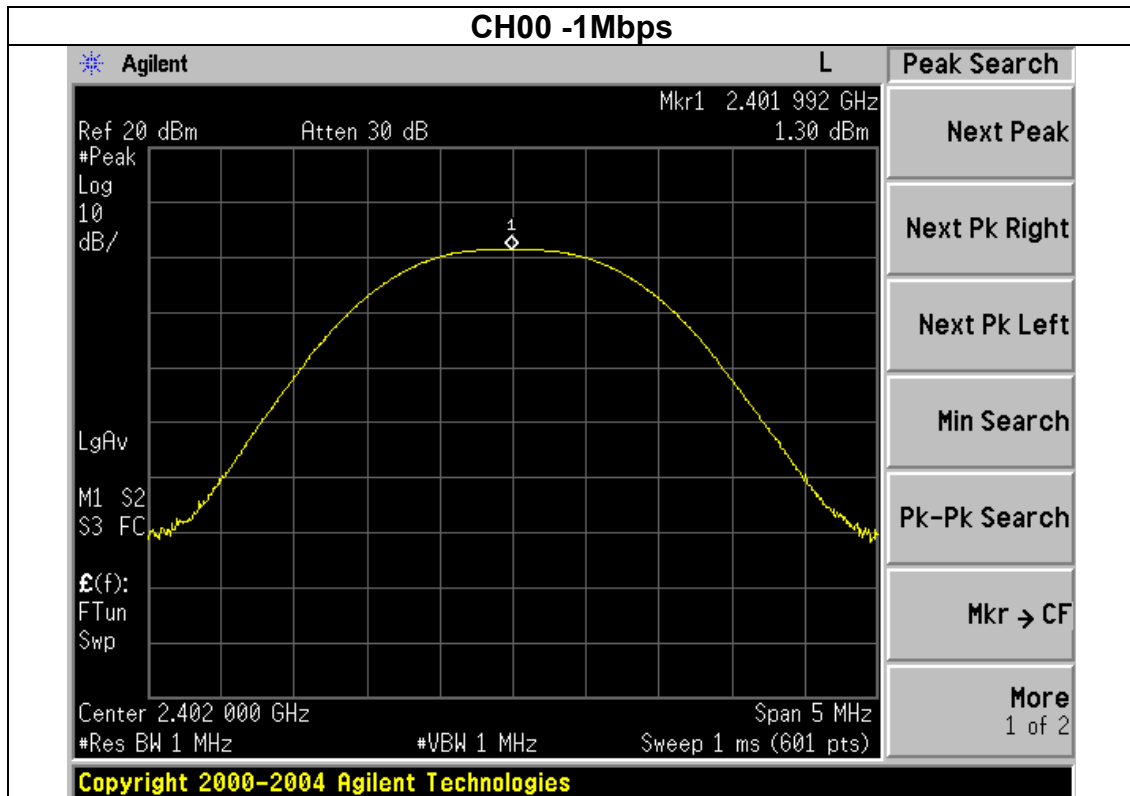 CH00 -1Mbps
Agilent L Peak Search
Mkr1 2.401 992 GHz
Ref 20 dBm Atten 30 dB 1.30 dBm
#Peak
Log
10
dB/
1
LgAv
M1 S2
S3 FC
£(f):
FTun
Swp
Center 2.402 000 GHz Span 5 MHz
#Res BW 1 MHz #VBW 1 MHz Sweep 1 ms (601 pts)
Copyright 2000-2004 Agilent Technologies
Next Peak
Next Pk Right
Next Pk Left
Min Search
Pk-Pk Search
Mkr → CF
More
1 of 2